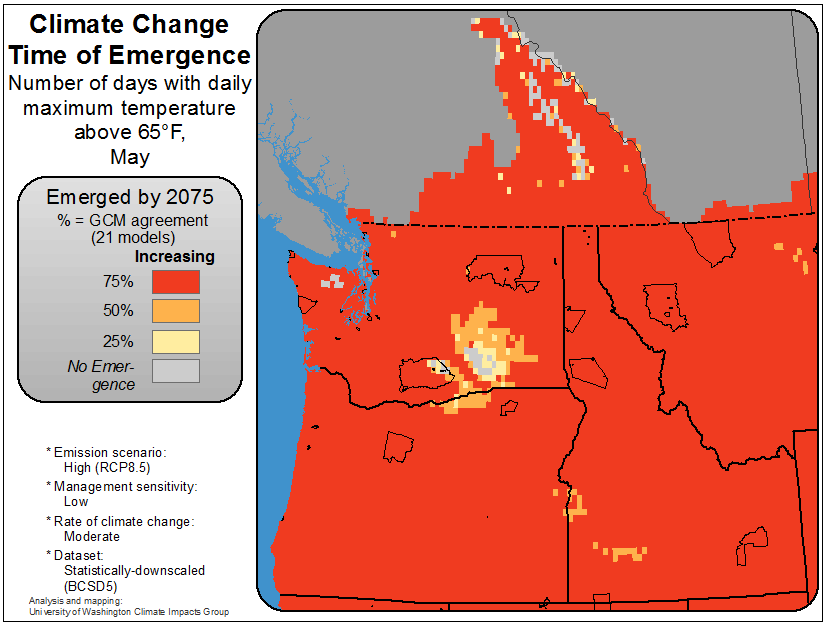 Climate Change
Time of Emergence
Number of days with daily
maximum temperature
above 65°F,
May
Emerged by 2075
% = GCM agreement
(21 models)
Increasing
75%
50%
25%
No Emer-
gence
* Emission scenario:
High (RCP8.5)
* Management sensitivity:
Low
* Rate of climate change:
Moderate
* Dataset:
Statistically-downscaled
(BCSD5)
Analysis and mapping:
University of Washington Climate Impacts Group